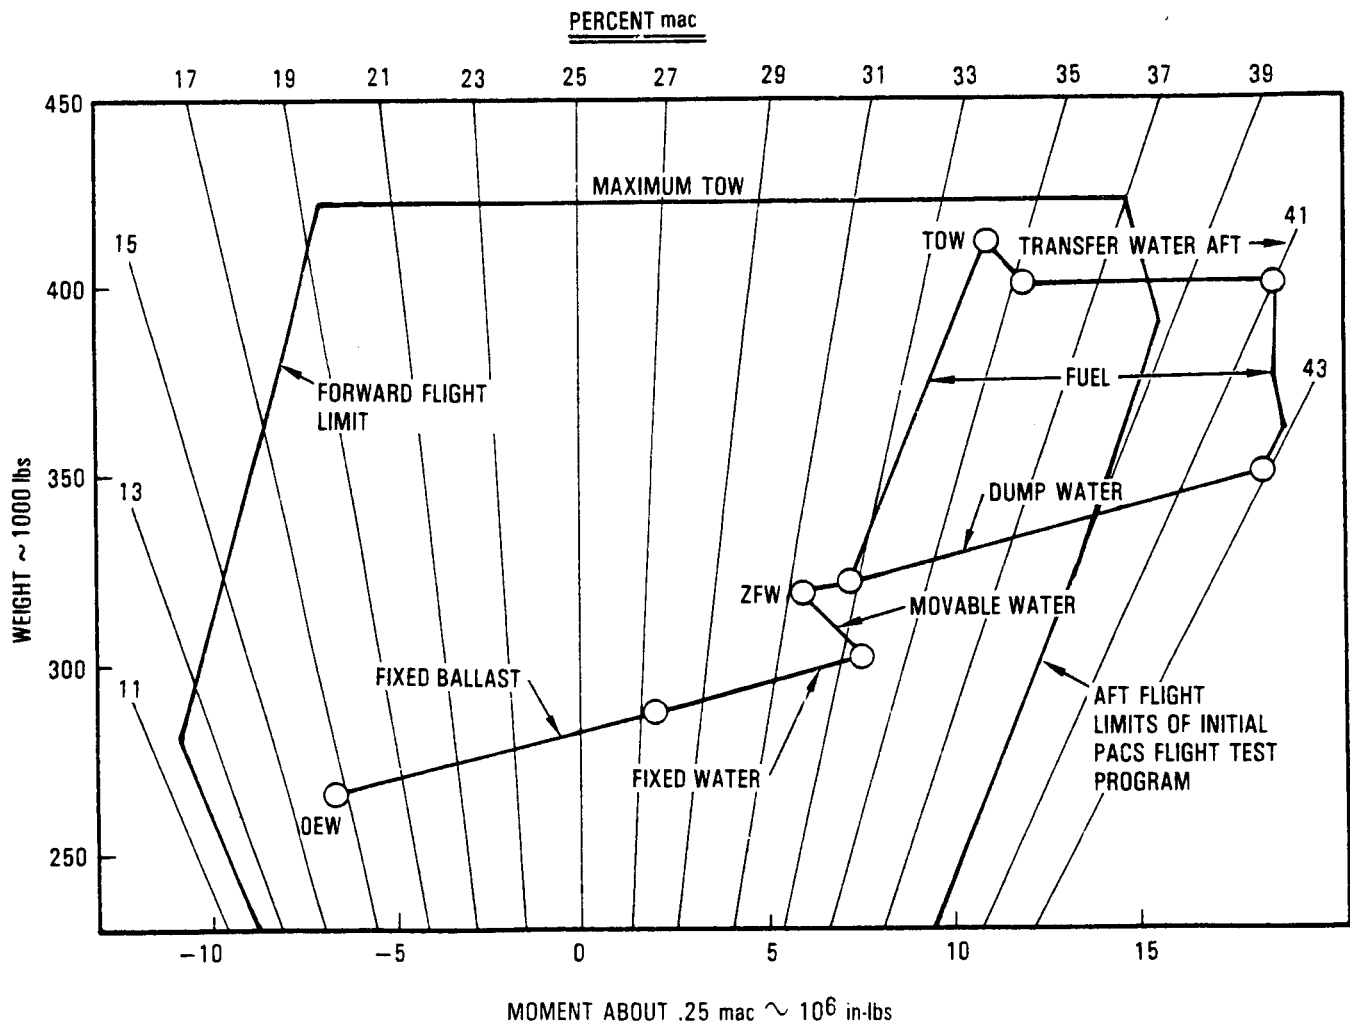 PERCENT mac
17 19 21 23 25 27 29 31 33 35 37 39
450
MAXIMUM TOW
41
15
TOW
TRANSFER WATER AFT
400
43
FUEL
FORWARD FLIGHT
LIMIT
350
13
DUMP WATER
ZFW
MOVABLE WATER
WEIGHT ~ 1000 lbs
300
FIXED BALLAST
11
AFT FLIGHT
LIMITS OF INITIAL
PACS FLIGHT TEST
PROGRAM
FIXED WATER
OEW
250
−10 −5 0 5 10 15
MOMENT ABOUT .25 mac ~ 10⁶ in-lbs